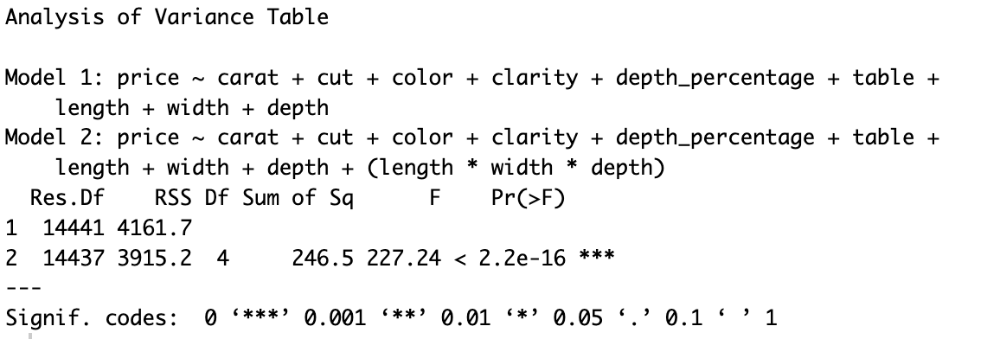 Analysis of Variance Table

Model 1: price ~ carat + cut + color + clarity + depth_percentage + table +
    length + width + depth
Model 2: price ~ carat + cut + color + clarity + depth_percentage + table +
    length + width + depth + (length * width * depth)
  Res.Df    RSS Df Sum of Sq      F    Pr(>F)
1  14441 4161.7
2  14437 3915.2  4     246.5 227.24 < 2.2e-16 ***
---
Signif. codes:  0 ‘***’ 0.001 ‘**’ 0.01 ‘*’ 0.05 ‘.’ 0.1 ‘ ’ 1